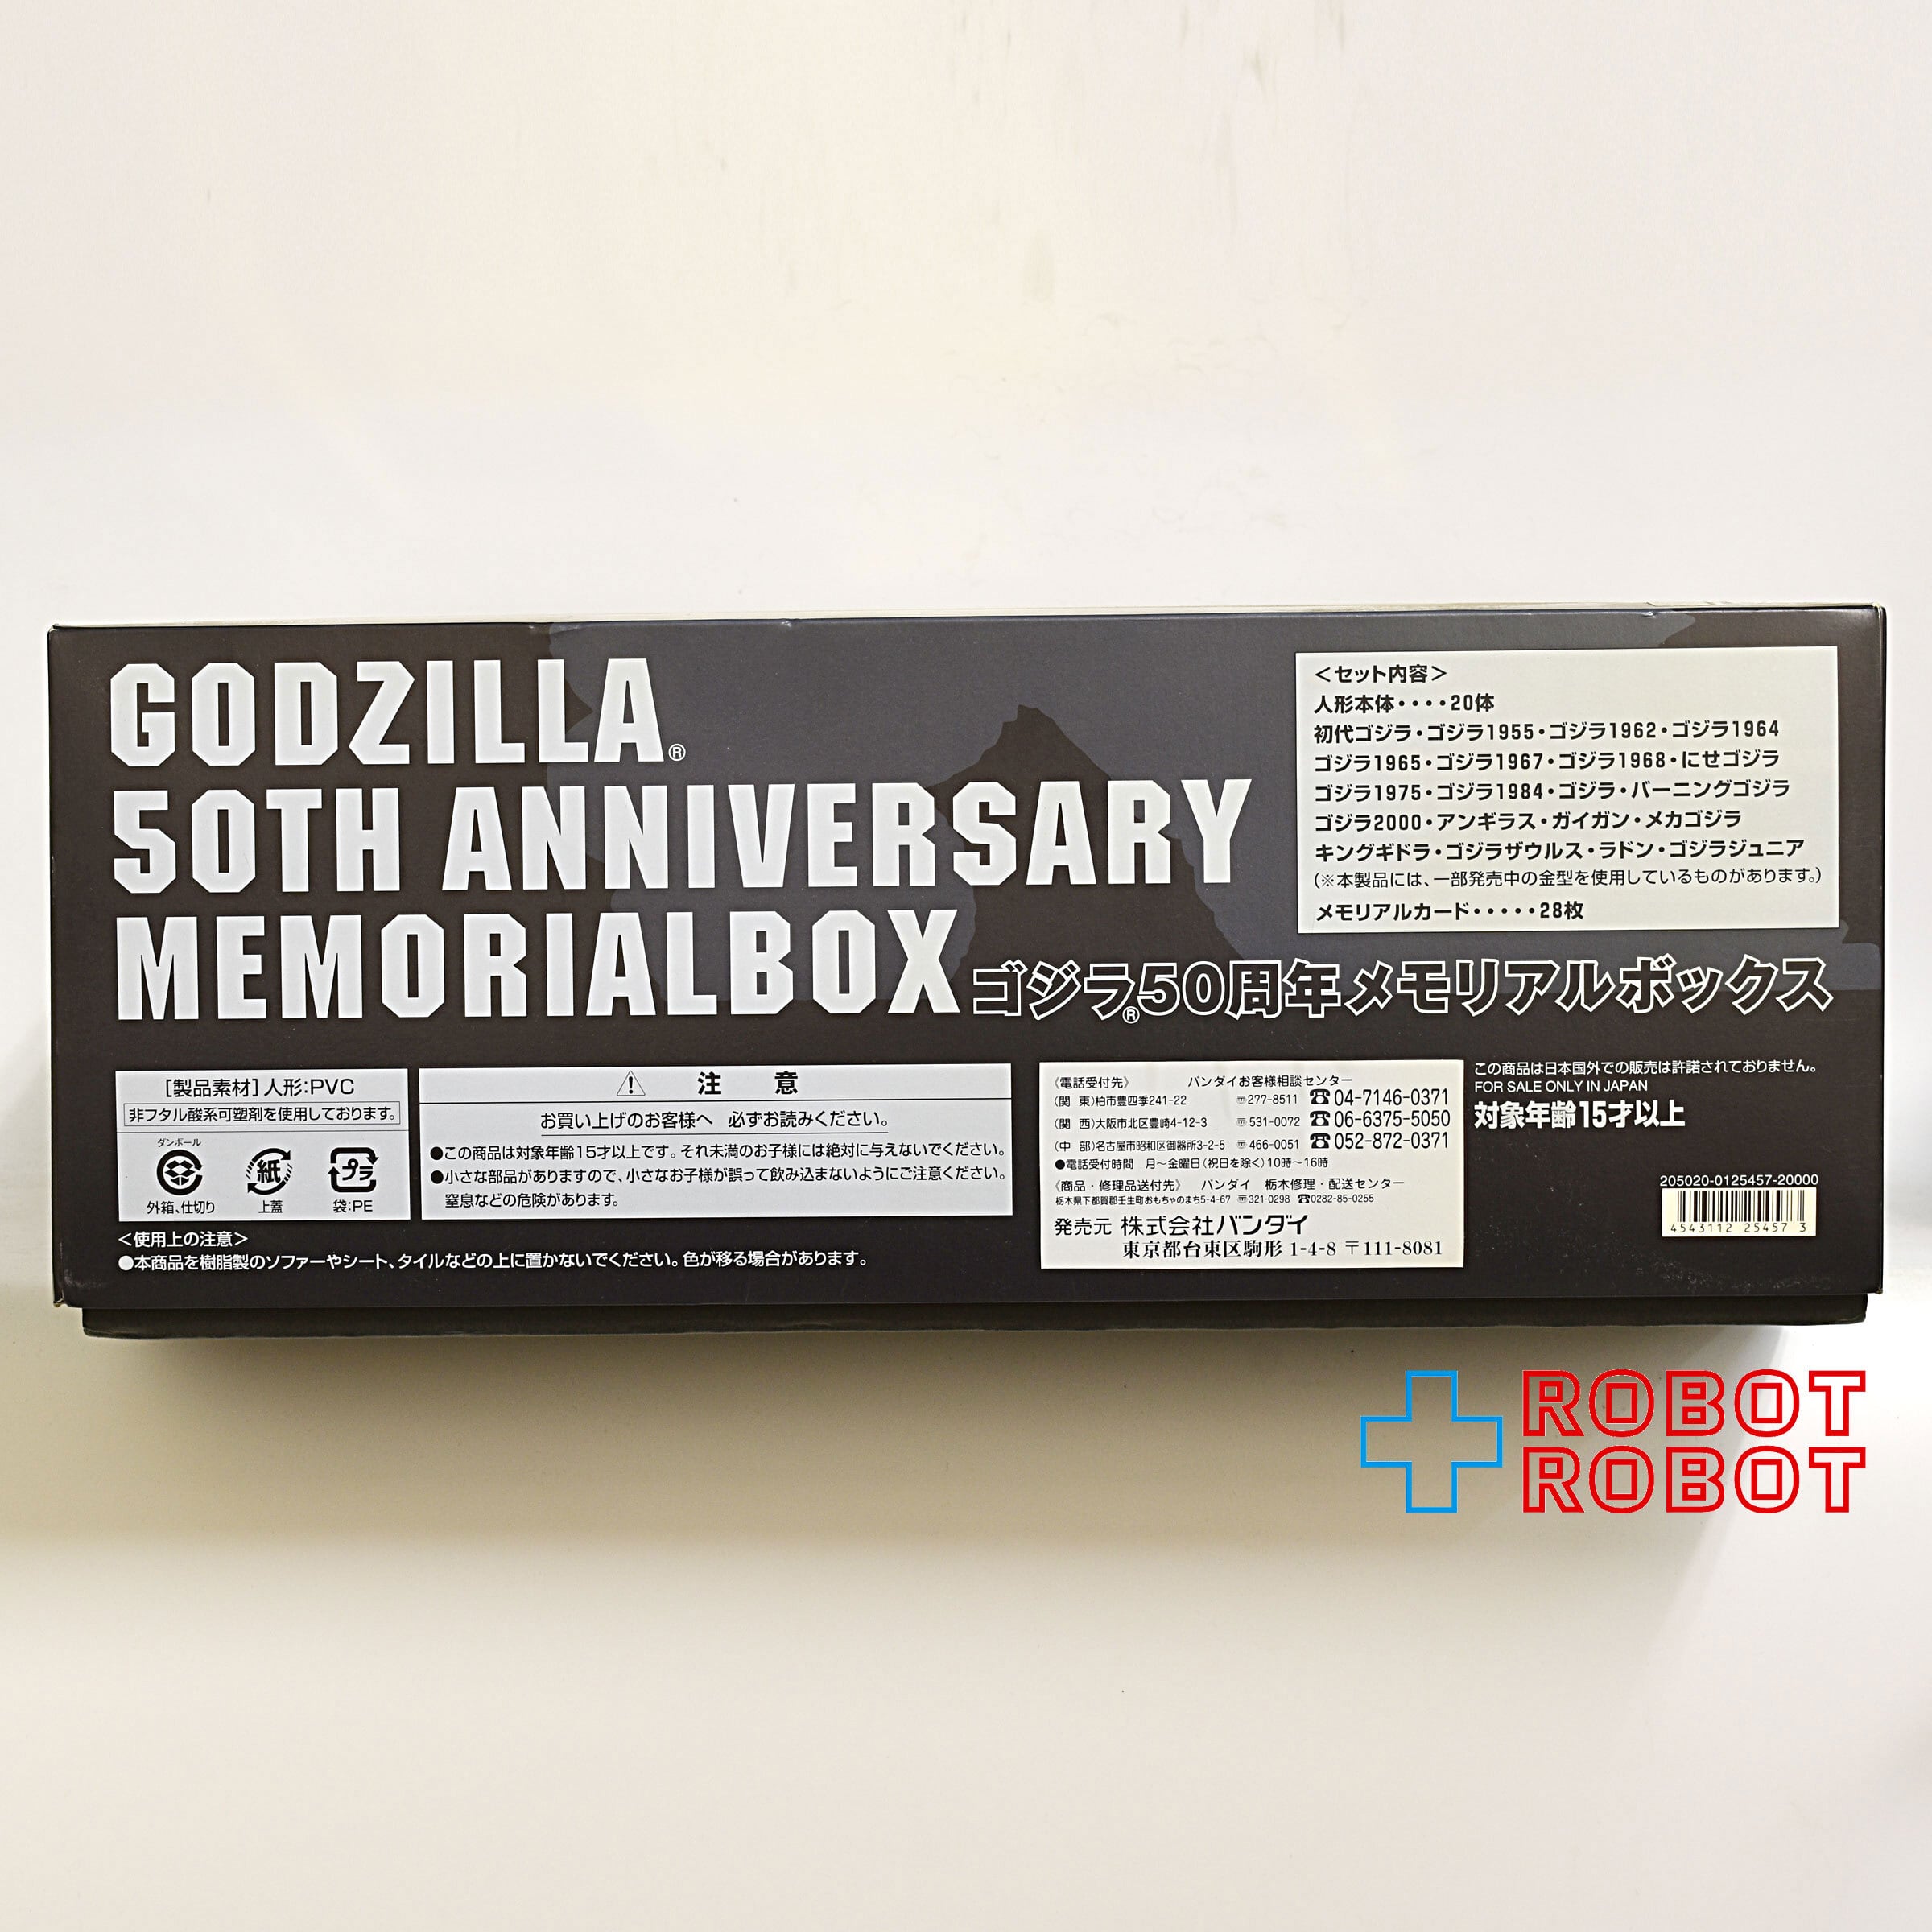 GODZILLA®
50TH ANNIVERSARY
MEMORIALBOX
ゴジラ®50周年メモリアルボックス
＜セット内容＞
人形本体・・・・20体
初代ゴジラ・ゴジラ1955・ゴジラ1962・ゴジラ1964
ゴジラ1965・ゴジラ1967・ゴジラ1968・にせゴジラ
ゴジラ1975・ゴジラ1984・ゴジラ・バーニングゴジラ
ゴジラ2000・アンギラス・ガイガン・メカゴジラ
キングギドラ・ゴジラザウルス・ラドン・ゴジラジュニア
(※本製品には、一部発売中の金型を使用しているものがあります。)
メモリアルカード・・・・・28枚
[製品素材]人形:PVC
非フタル酸系可塑剤を使用しております。
ダンボール
紙 プラ
外箱、仕切り 上蓋 袋:PE
＜使用上の注意＞
●本商品を樹脂製のソファーやシート、タイルなどの上に置かないでください。色が移る場合があります。
注 意
お買い上げのお客様へ 必ずお読みください。
●この商品は対象年齢15才以上です。それ未満のお子様には絶対に与えないでください。
●小さな部品がありますので、小さなお子様が誤って飲み込まないようにご注意ください。
窒息などの危険があります。
《電話受付先》 バンダイお客様相談センター
(関 東)柏市豊四季241-22 〒277-8511 ☎04-7146-0371
(関 西)大阪市北区豊崎4-12-3 〒531-0072 ☎06-6375-5050
(中 部)名古屋市昭和区御器所3-2-5 〒466-0051 ☎052-872-0371
●電話受付時間 月〜金曜日(祝日を除く)10時〜16時
《商品・修理品送付先》 バンダイ 栃木修理・配送センター
栃木県下都賀郡壬生町おもちゃのまち5-4-67 〒321-0298 ☎0282-85-0255
発売元 株式会社バンダイ
東京都台東区駒形 1-4-8 〒111-8081
この商品は日本国外での販売は許諾されておりません。
FOR SALE ONLY IN JAPAN
対象年齢15才以上
205020-0125457-20000
4543112 25457 3
ROBOT
ROBOT